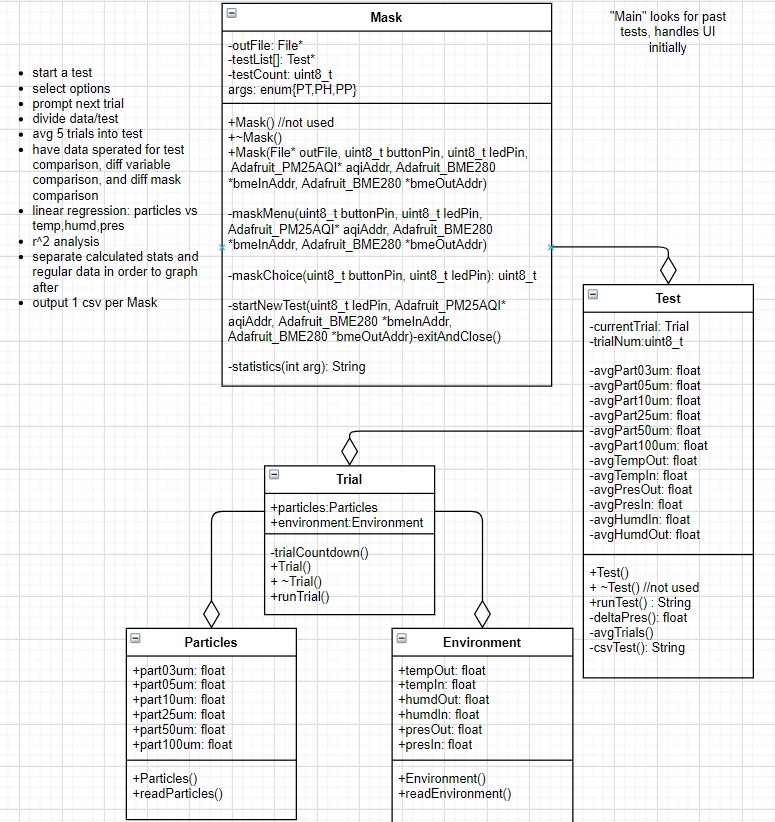 Mask
-outFile: File*
-testList[]: Test*
-testCount: uint8_t
args: enum{PT,PH,PP}
+Mask() //not used
+~Mask()
+Mask(File* outFile, uint8_t buttonPin, uint8_t ledPin,
Adafruit_PM25AQI* aqiAddr, Adafruit_BME280
*bmeInAddr, Adafruit_BME280 *bmeOutAddr)
-maskMenu(uint8_t buttonPin, uint8_t ledPin,
Adafruit_PM25AQI* aqiAddr, Adafruit_BME280
*bmeInAddr, Adafruit_BME280 *bmeOutAddr)
-maskChoice(uint8_t buttonPin, uint8_t ledPin): uint8_t
-startNewTest(uint8_t ledPin, Adafruit_PM25AQI*
aqiAddr, Adafruit_BME280 *bmeInAddr,
Adafruit_BME280 *bmeOutAddr)-exitAndClose()
-statistics(int arg): String
"Main" looks for past
tests, handles UI
initially
• start a test
• select options
• prompt next trial
• divide data/test
• avg 5 trials into test
• have data sperated for test
comparison, diff variable
comparison, and diff mask
comparison
• linear regression: particles vs
temp,humd,pres
• r^2 analysis
• separate calculated stats and
regular data in order to graph
after
• output 1 csv per Mask
Test
-currentTrial: Trial
-trialNum:uint8_t
-avgPart03um: float
-avgPart05um: float
-avgPart10um: float
-avgPart25um: float
-avgPart50um: float
-avgPart100um: float
-avgTempOut: float
-avgTempIn: float
-avgPresOut: float
-avgPresIn: float
-avgHumdIn: float
-avgHumdOut: float
+Test()
+ ~Test() //not used
+runTest() : String
-deltaPres(): float
-avgTrials()
-csvTest(): String
Trial
+particles:Particles
+environment:Environment
-trialCountdown()
+Trial()
+ ~Trial()
+runTrial()
Particles
+part03um: float
+part05um: float
+part10um: float
+part25um: float
+part50um: float
+part100um: float
+Particles()
+readParticles()
Environment
+tempOut: float
+tempIn: float
+humdOut: float
+humdIn: float
+presOut: float
+presIn: float
+Environment()
+readEnvironment()